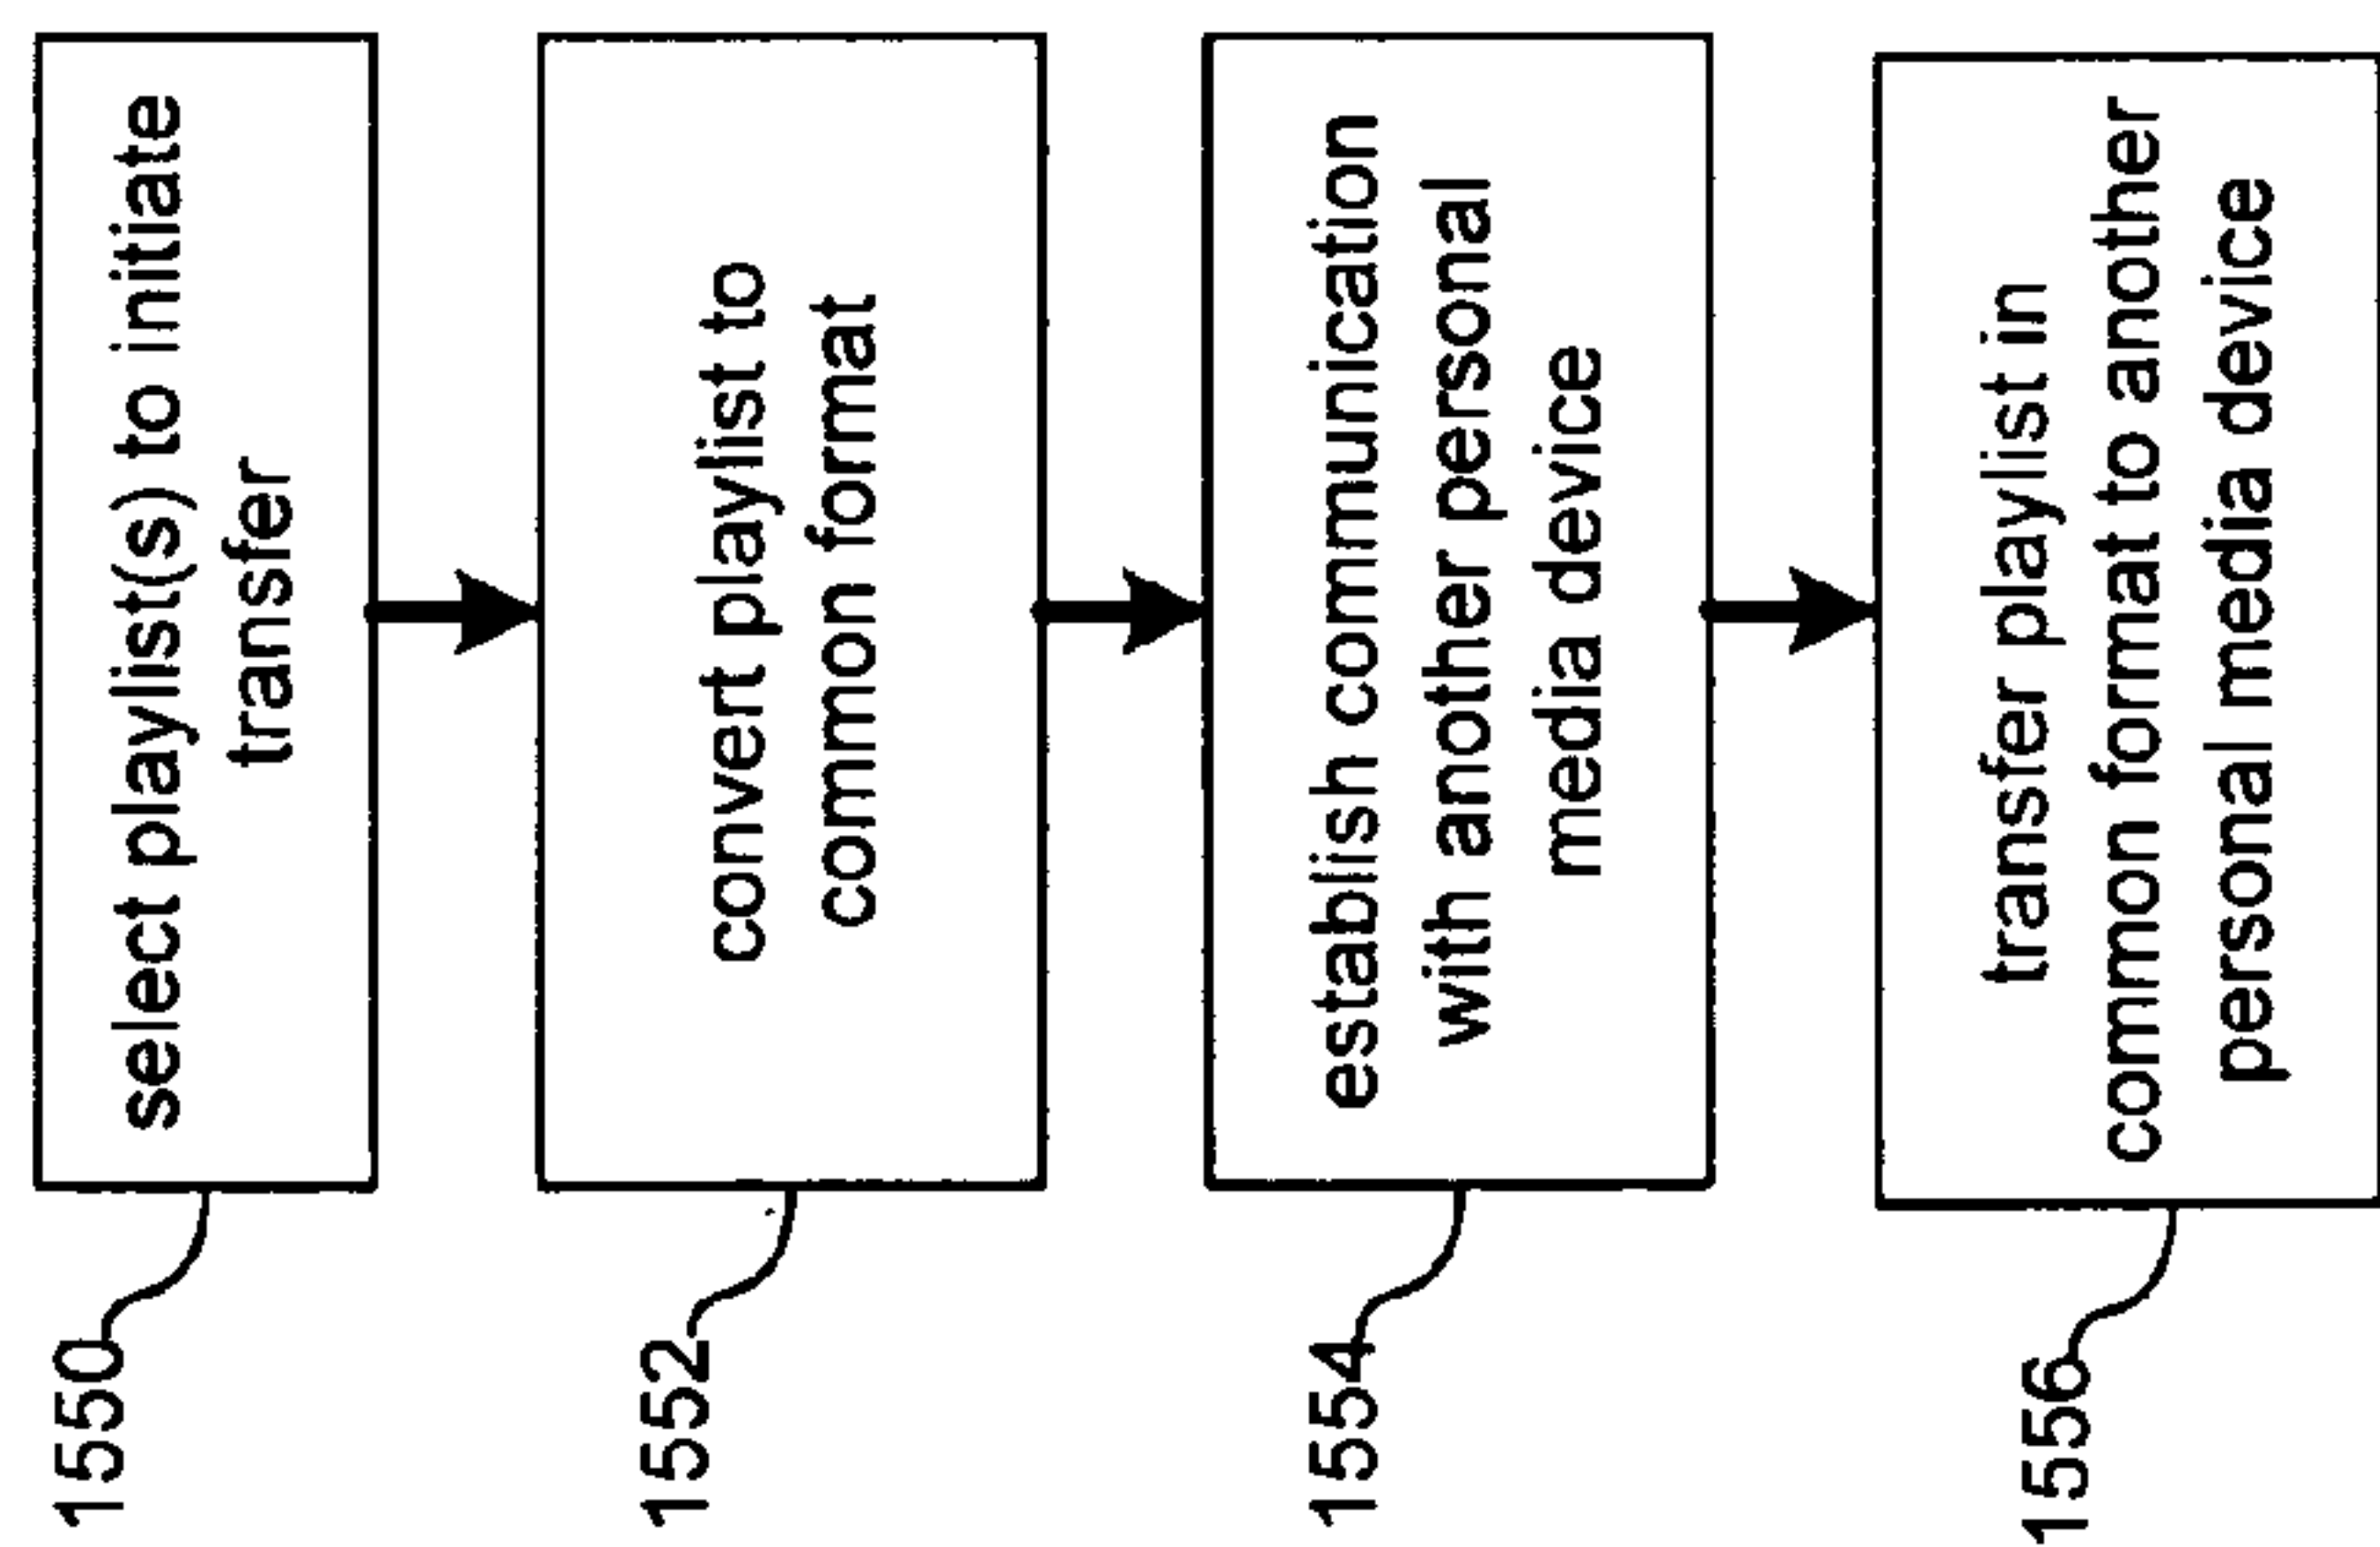 1550
select playlist(s) to initiate
transfer
1552
convert playlist to
common format
1554
establish communication
with another personal
media device
1556
transfer playlist in
common format to another
personal media device